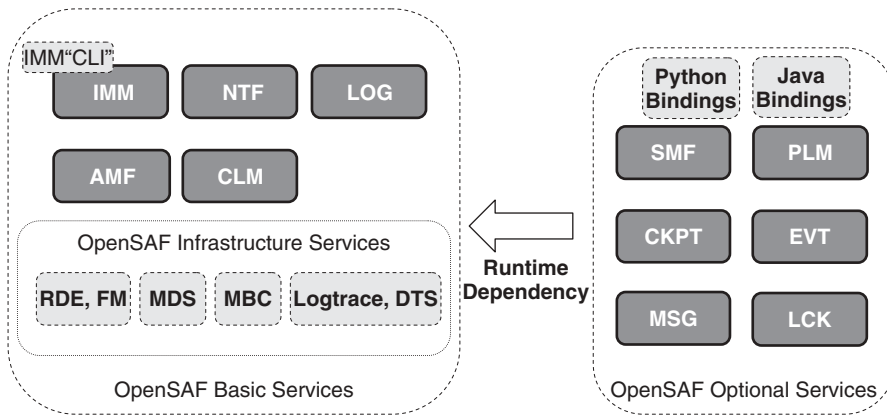 IMM“CLI”
IMM
NTF
LOG
AMF
CLM
OpenSAF Infrastructure Services
RDE, FM
MDS
MBC
Logtrace, DTS
OpenSAF Basic Services
Runtime
Dependency
Python
Bindings
Java
Bindings
SMF
PLM
CKPT
EVT
MSG
LCK
OpenSAF Optional Services